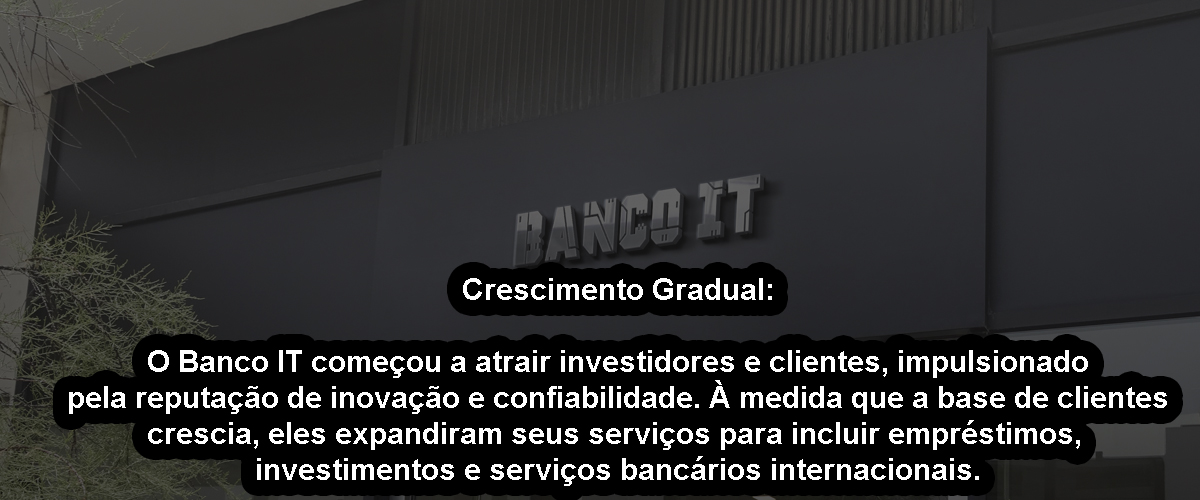 BANCO IT
Crescimento Gradual:
O Banco IT começou a atrair investidores e clientes, impulsionado
pela reputação de inovação e confiabilidade. À medida que a base de clientes
crescia, eles expandiram seus serviços para incluir empréstimos,
investimentos e serviços bancários internacionais.